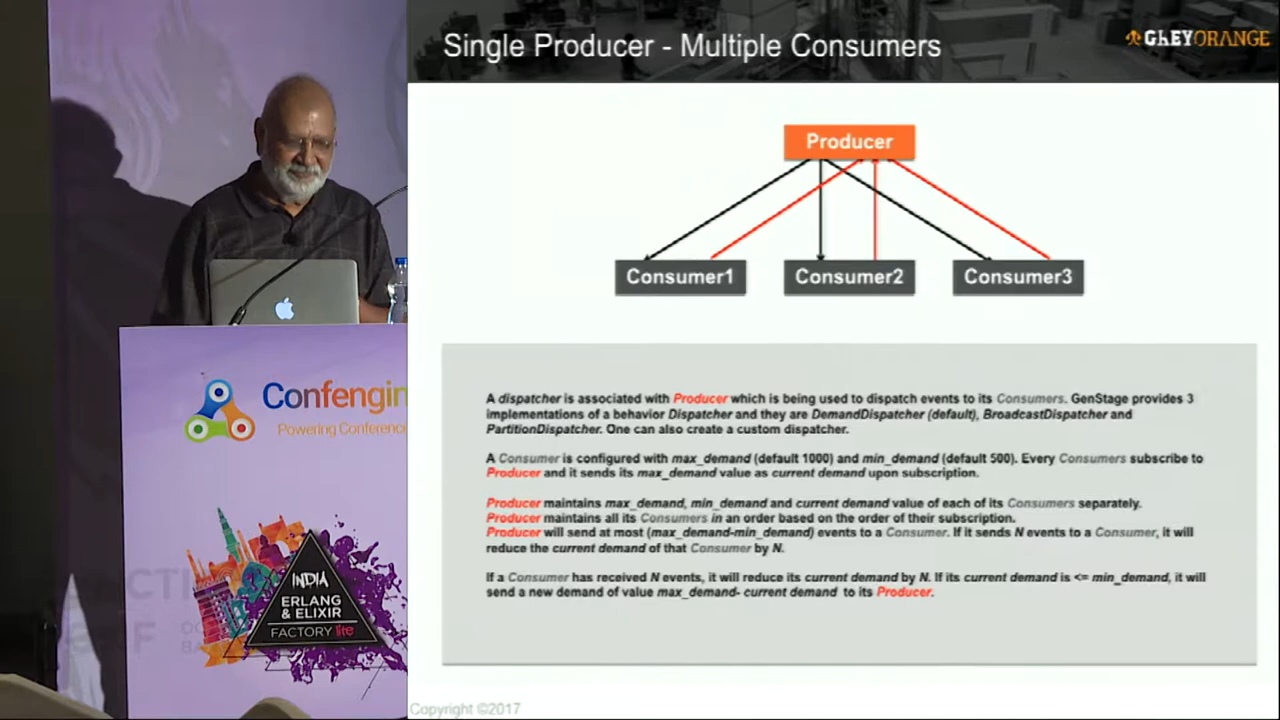 Single Producer - Multiple Consumers
GREYORANGE
Producer
Consumer1
Consumer2
Consumer3
A dispatcher is associated with Producer which is being used to dispatch events to its Consumers. GenStage provides 3
implementations of a behavior Dispatcher and they are DemandDispatcher (default), BroadcastDispatcher and
PartitionDispatcher. One can also create a custom dispatcher.
A Consumer is configured with max_demand (default 1000) and min_demand (default 500). Every Consumers subscribe to
Producer and it sends its max_demand value as current demand upon subscription.
Producer maintains max_demand, min_demand and current demand value of each of its Consumers separately.
Producer maintains all its Consumers in an order based on the order of their subscription.
Producer will send at most (max_demand-min_demand) events to a Consumer. If it sends N events to a Consumer, it will
reduce the current demand of that Consumer by N.
If a Consumer has received N events, it will reduce its current demand by N. If its current demand is <= min_demand, it will
send a new demand of value max_demand- current demand to its Producer.
Copyright ©2017
Confengin
Powering Conferenc
INDIA
ERLANG
& ELIXIR
FACTORY lite